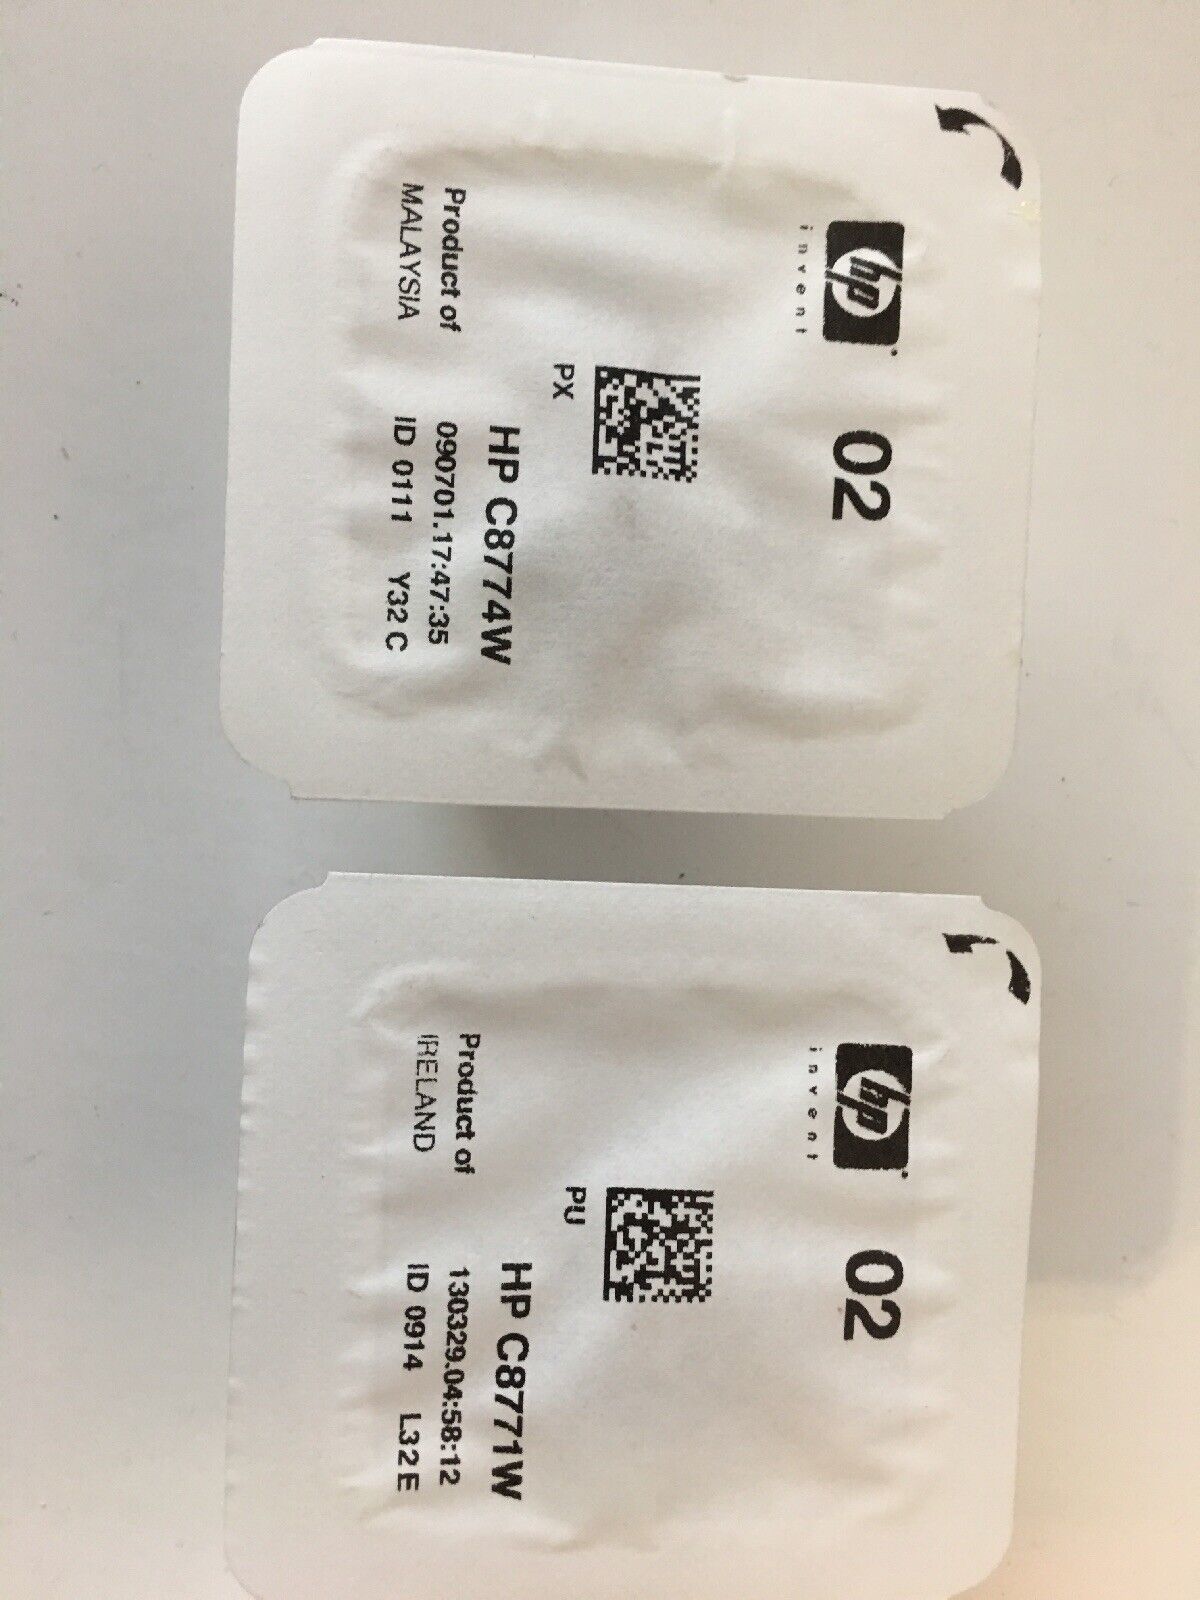 hp
invent
02
PX
HP C8774W
Product of
MALAYSIA
090701.17:47:35
ID 0111 Y32 C
hp
invent
02
PU
HP C8771W
Product of
IRELAND
130329.04:58:12
ID 0914 L32 E